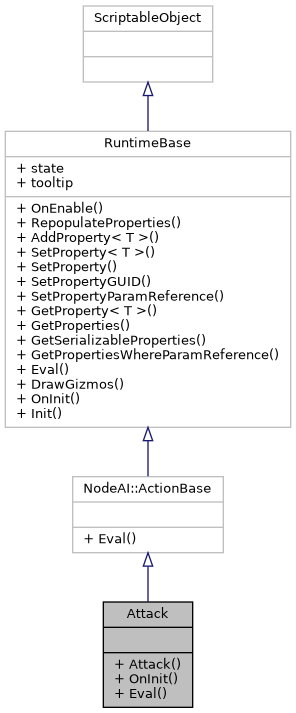 ScriptableObject
RuntimeBase
+ state
+ tooltip
+ OnEnable()
+ RepopulateProperties()
+ AddProperty< T >()
+ SetProperty< T >()
+ SetProperty()
+ SetPropertyGUID()
+ SetPropertyParamReference()
+ GetProperty< T >()
+ GetProperties()
+ GetSerializableProperties()
+ GetPropertiesWhereParamReference()
+ Eval()
+ DrawGizmos()
+ OnInit()
+ Init()
NodeAI::ActionBase
+ Eval()
Attack
+ Attack()
+ OnInit()
+ Eval()